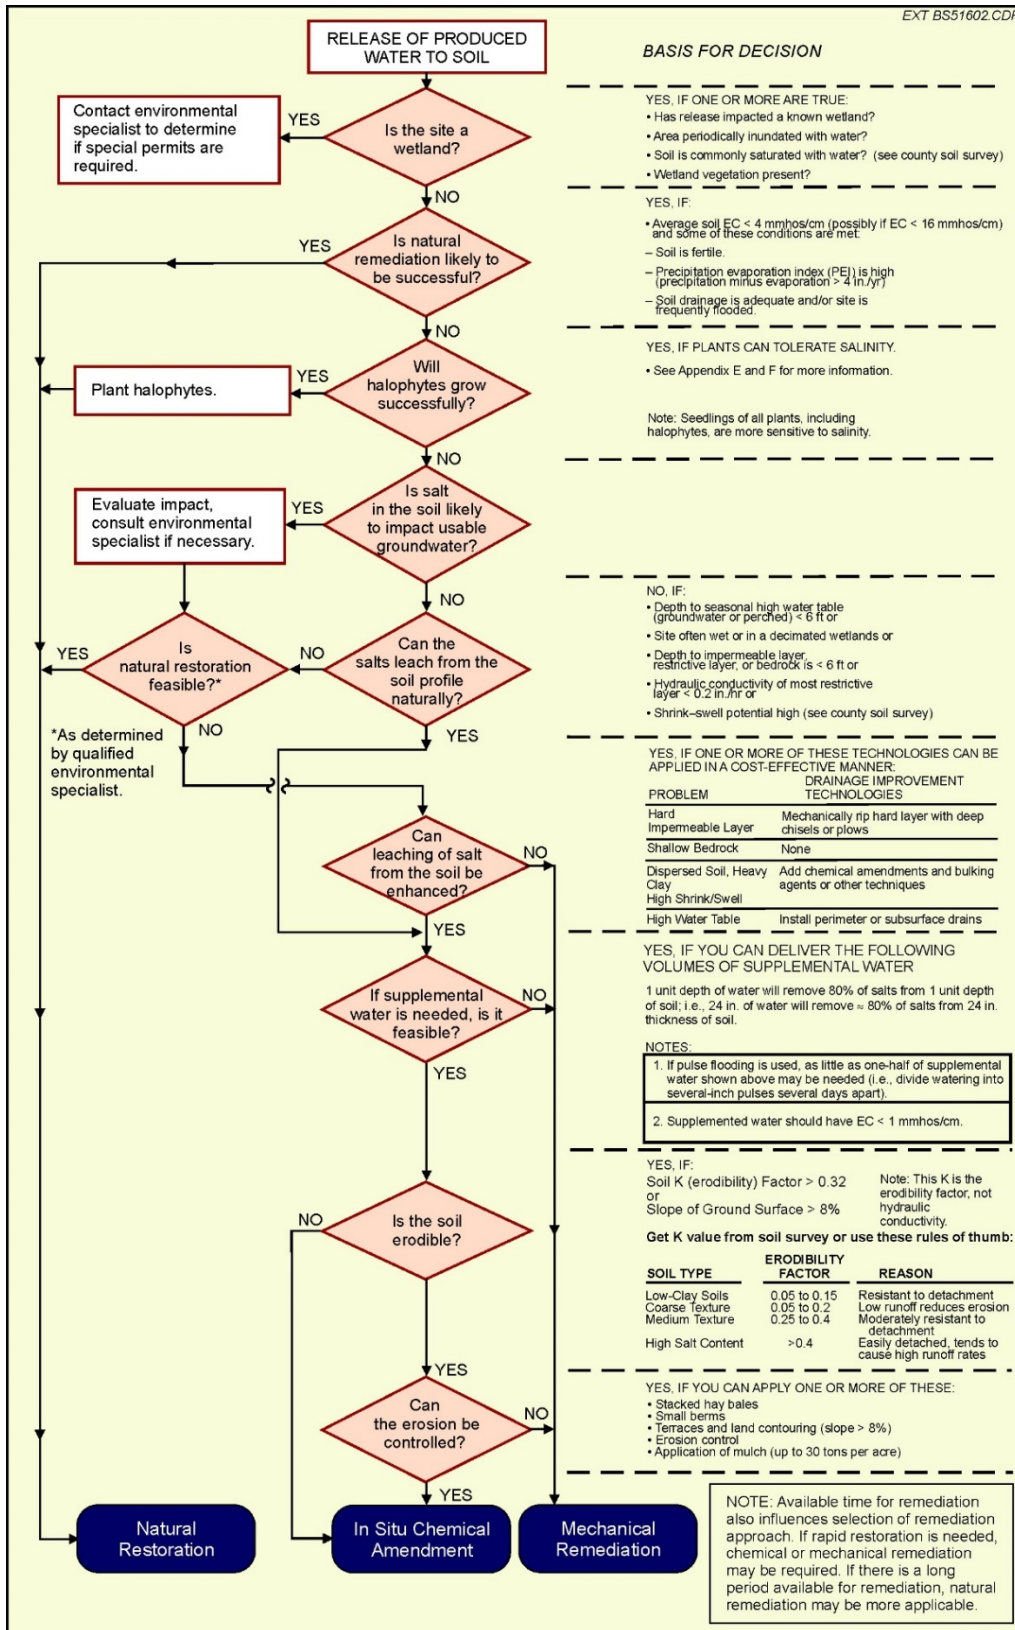 EXT BS51602.CDR
RELEASE OF PRODUCED
WATER TO SOIL
BASIS FOR DECISION
Contact environmental
specialist to determine
if special permits are
required.
YES
Is the site a
wetland?
NO
YES, IF ONE OR MORE ARE TRUE:
• Has release impacted a known wetland?
• Area periodically inundated with water?
• Soil is commonly saturated with water? (see county soil survey)
• Wetland vegetation present?
YES
Is natural
remediation likely to
be successful?
NO
YES, IF:
• Average soil EC < 4 mmhos/cm (possibly if EC < 16 mmhos/cm)
and some of these conditions are met:
– Soil is fertile.
– Precipitation evaporation index (PEI) is high
(precipitation minus evaporation > 4 in./yr)
– Soil drainage is adequate and/or site is
frequently flooded.
Plant halophytes.
YES
Will
halophytes grow
successfully?
NO
YES, IF PLANTS CAN TOLERATE SALINITY.
• See Appendix E and F for more information.
Note: Seedlings of all plants, including
halophytes, are more sensitive to salinity.
Evaluate impact,
consult environmental
specialist if necessary.
YES
Is salt
in the soil likely
to impact usable
groundwater?
NO
YES
Is
natural restoration
feasible?*
NO
*As determined
by qualified
environmental
specialist.
NO
Can the
salts leach from the
soil profile
naturally?
YES
NO, IF:
• Depth to seasonal high water table
(groundwater or perched) < 6 ft or
• Site often wet or in a decimated wetlands or
• Depth to impermeable layer,
restrictive layer, or bedrock is < 6 ft or
• Hydraulic conductivity of most restrictive
layer < 0.2 in./hr or
• Shrink–swell potential high (see county soil survey)
Can
leaching of salt
from the soil be
enhanced?
NO
YES
YES, IF ONE OR MORE OF THESE TECHNOLOGIES CAN BE
APPLIED IN A COST-EFFECTIVE MANNER:
PROBLEM DRAINAGE IMPROVEMENT TECHNOLOGIES
Hard Impermeable Layer Mechanically rip hard layer with deep
chisels or plows
Shallow Bedrock None
Dispersed Soil, Heavy Add chemical amendments and bulking
Clay agents or other techniques
High Shrink/Swell
High Water Table Install perimeter or subsurface drains
If supplemental
water is needed, is it
feasible?
NO
YES
YES, IF YOU CAN DELIVER THE FOLLOWING
VOLUMES OF SUPPLEMENTAL WATER
1 unit depth of water will remove 80% of salts from 1 unit depth
of soil; i.e., 24 in. of water will remove ≈ 80% of salts from 24 in.
thickness of soil.
NOTES:
1. If pulse flooding is used, as little as one-half of supplemental
water shown above may be needed (i.e., divide watering into
several-inch pulses several days apart).
2. Supplemented water should have EC < 1 mmhos/cm.
NO
Is the soil
erodible?
YES
YES, IF:
Soil K (erodibility) Factor > 0.32
or
Slope of Ground Surface > 8%
Note: This K is the
erodibility factor, not
hydraulic
conductivity.
Get K value from soil survey or use these rules of thumb:
SOIL TYPE ERODIBILITY FACTOR REASON
Low-Clay Soils 0.05 to 0.15 Resistant to detachment
Coarse Texture 0.05 to 0.2 Low runoff reduces erosion
Medium Texture 0.25 to 0.4 Moderately resistant to
detachment
High Salt Content >0.4 Easily detached, tends to
cause high runoff rates
Can
the erosion be
controlled?
NO
YES
YES, IF YOU CAN APPLY ONE OR MORE OF THESE:
• Stacked hay bales
• Small berms
• Terraces and land contouring (slope > 8%)
• Erosion control
• Application of mulch (up to 30 tons per acre)
Natural
Restoration
In Situ Chemical
Amendment
Mechanical
Remediation
NOTE: Available time for remediation
also influences selection of remediation
approach. If rapid restoration is needed,
chemical or mechanical remediation
may be required. If there is a long
period available for remediation, natural
remediation may be more applicable.